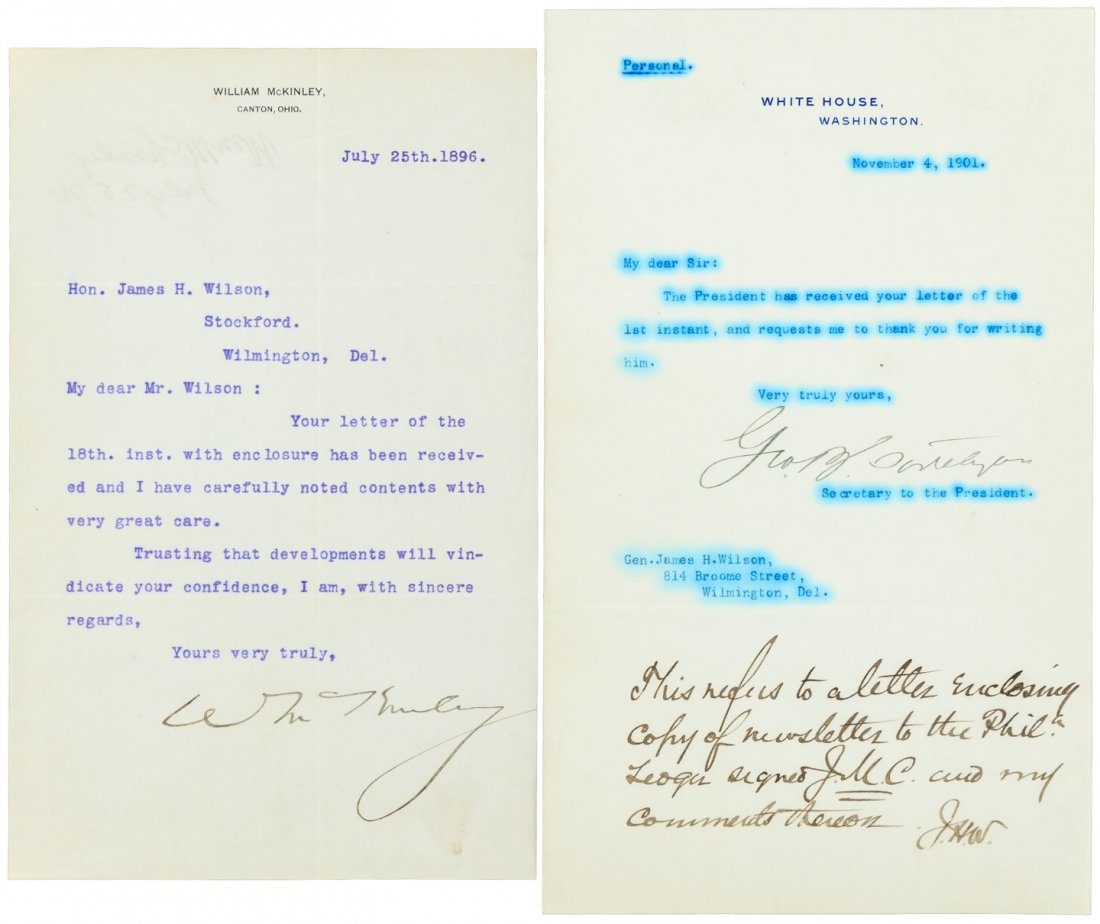 WILLIAM McKINLEY,
CANTON, OHIO.
July 25th.1896.
Hon. James H. Wilson,
Stockford.
Wilmington, Del.
My dear Mr. Wilson :
Your letter of the
18th. inst. with enclosure has been receiv-
ed and I have carefully noted contents with
very great care.
Trusting that developments will vin-
dicate your confidence, I am, with sincere
regards,
Yours very truly,
Wm McKinley
Personal.
WHITE HOUSE,
WASHINGTON.
November 4, 1901.
My dear Sir:
The President has received your letter of the
1st instant, and requests me to thank you for writing
him.
Very truly yours,
Geo. B. Cortelyou
Secretary to the President.
Gen.James H.Wilson,
814 Broome Street,
Wilmington, Del.
This refers to a letter enclosing
copy of newsletter to the Phila
Ledger signed J.M.C. and my
comments thereon. J.H.W.